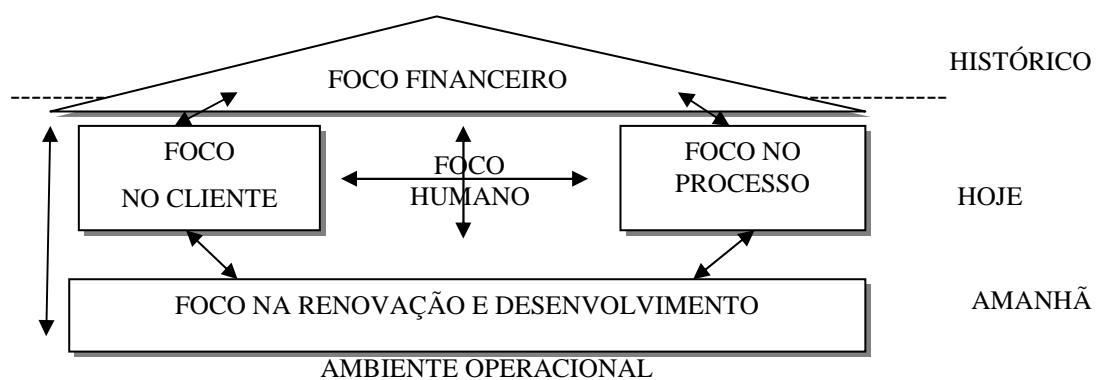 HISTÓRICO
FOCO FINANCEIRO
FOCO
NO CLIENTE
FOCO
HUMANO
FOCO NO
PROCESSO
HOJE
FOCO NA RENOVAÇÃO E DESENVOLVIMENTO
AMANHÃ
AMBIENTE OPERACIONAL